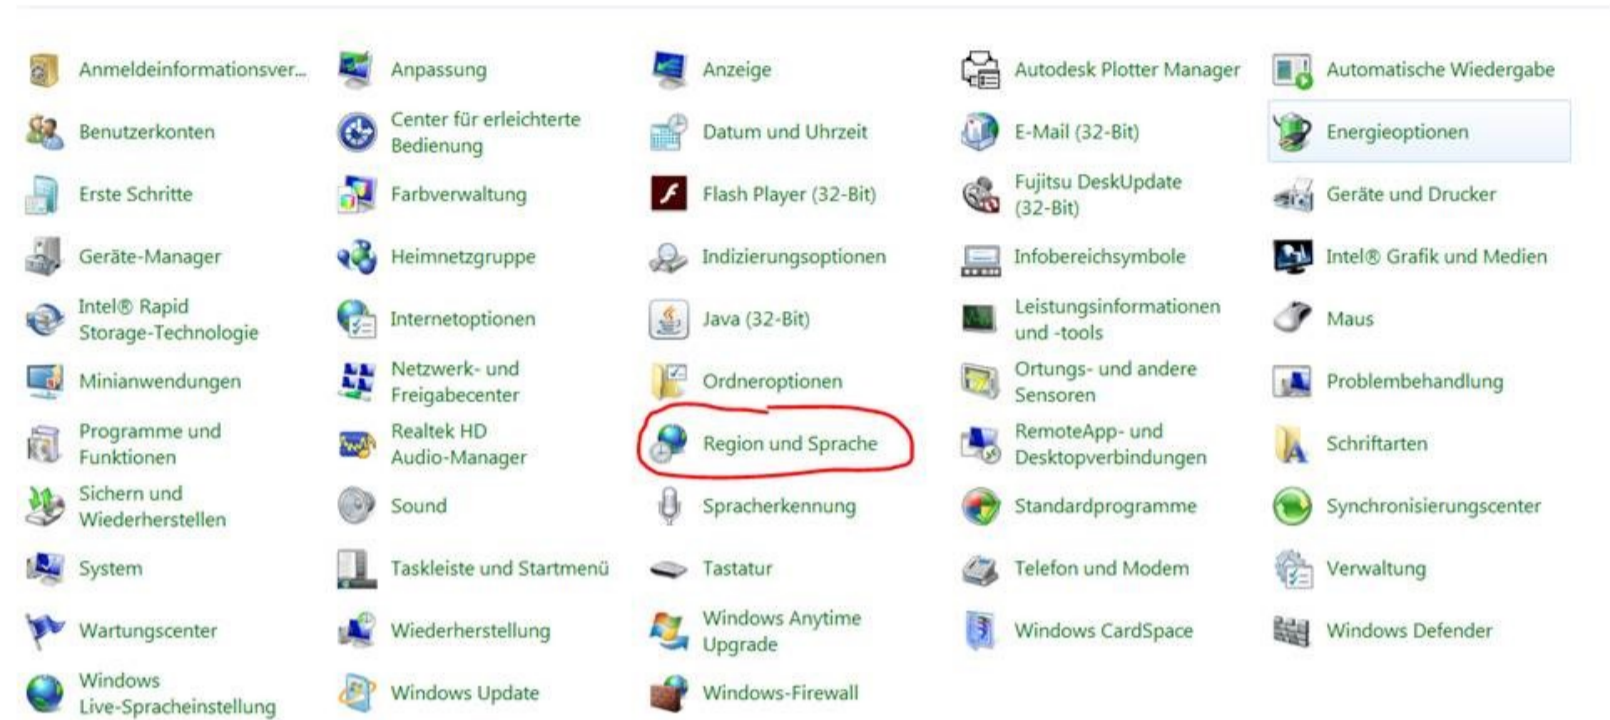 Anmeldeinformationsver...
Anpassung
Anzeige
Autodesk Plotter Manager
Automatische Wiedergabe
Benutzerkonten
Center für erleichterte
Bedienung
Datum und Uhrzeit
E-Mail (32-Bit)
Energieoptionen
Erste Schritte
Farbverwaltung
Flash Player (32-Bit)
Fujitsu DeskUpdate
(32-Bit)
Geräte und Drucker
Geräte-Manager
Heimnetzgruppe
Indizierungsoptionen
Infobereichsymbole
Intel® Grafik und Medien
Intel® Rapid
Storage-Technologie
Internetoptionen
Java (32-Bit)
Leistungsinformationen
und -tools
Maus
Minianwendungen
Netzwerk- und
Freigabecenter
Ordneroptionen
Ortungs- und andere
Sensoren
Problembehandlung
Programme und
Funktionen
Realtek HD
Audio-Manager
Region und Sprache
RemoteApp- und
Desktopverbindungen
Schriftarten
Sichern und
Wiederherstellen
Sound
Spracherkennung
Standardprogramme
Synchronisierungscenter
System
Taskleiste und Startmenü
Tastatur
Telefon und Modem
Verwaltung
Wartungscenter
Wiederherstellung
Windows Anytime
Upgrade
Windows CardSpace
Windows Defender
Windows
Live-Spracheinstellung
Windows Update
Windows-Firewall